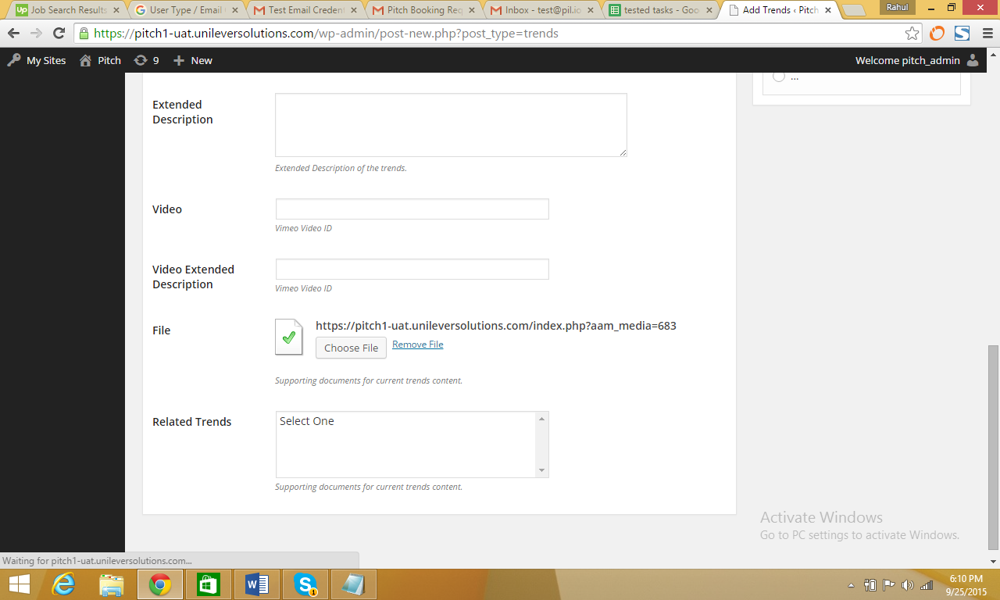 Up Job Search Results
User Type / Email
Test Email Creden
Pitch Booking Req
Inbox - test@pil.io
tested tasks - Goo
Add Trends ‹ Pitch
Rahul
https://pitch1-uat.unileversolutions.com/wp-admin/post-new.php?post_type=trends
My Sites Pitch 9 New
Welcome pitch_admin
...
Extended
Description
Extended Description of the trends.
Video
Vimeo Video ID
Video Extended
Description
Vimeo Video ID
File
https://pitch1-uat.unileversolutions.com/index.php?aam_media=683
Choose File Remove File
Supporting documents for current trends content.
Related Trends
Select One
Supporting documents for current trends content.
Activate Windows
Go to PC settings to activate Windows.
Waiting for pitch1-uat.unileversolutions.com...
1
6:10 PM
9/25/2015